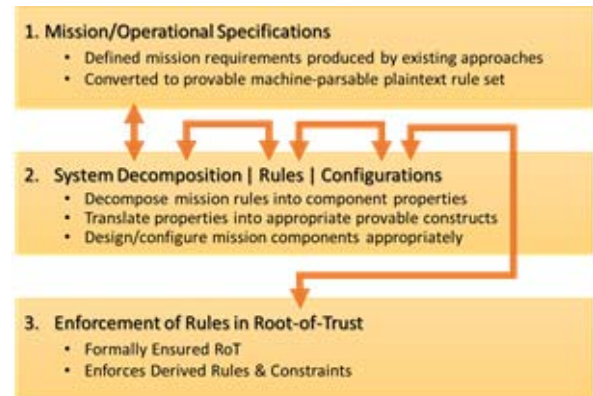 1. Mission/Operational Specifications
• Defined mission requirements produced by existing approaches
• Converted to provable machine-parsable plaintext rule set
2. System Decomposition | Rules | Configurations
• Decompose mission rules into component properties
• Translate properties into appropriate provable constructs
• Design/configure mission components appropriately
3. Enforcement of Rules in Root-of-Trust
• Formally Ensured RoT
• Enforces Derived Rules & Constraints